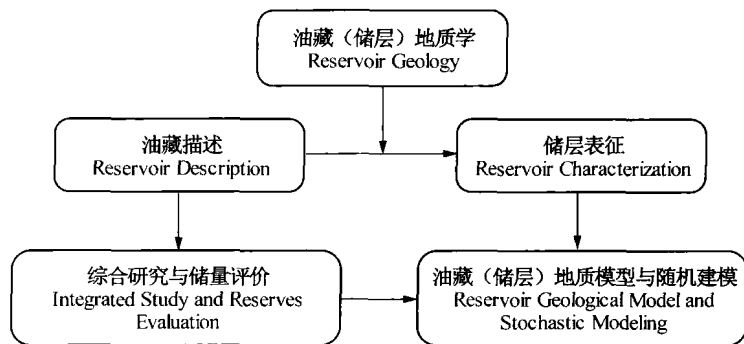 油藏（储层）地质学
Reservoir Geology
油藏描述
Reservoir Description
储层表征
Reservoir Characterization
综合研究与储量评价
Integrated Study and Reserves
Evaluation
油藏（储层）地质模型与随机建模
Reservoir Geological Model and
Stochastic Modeling